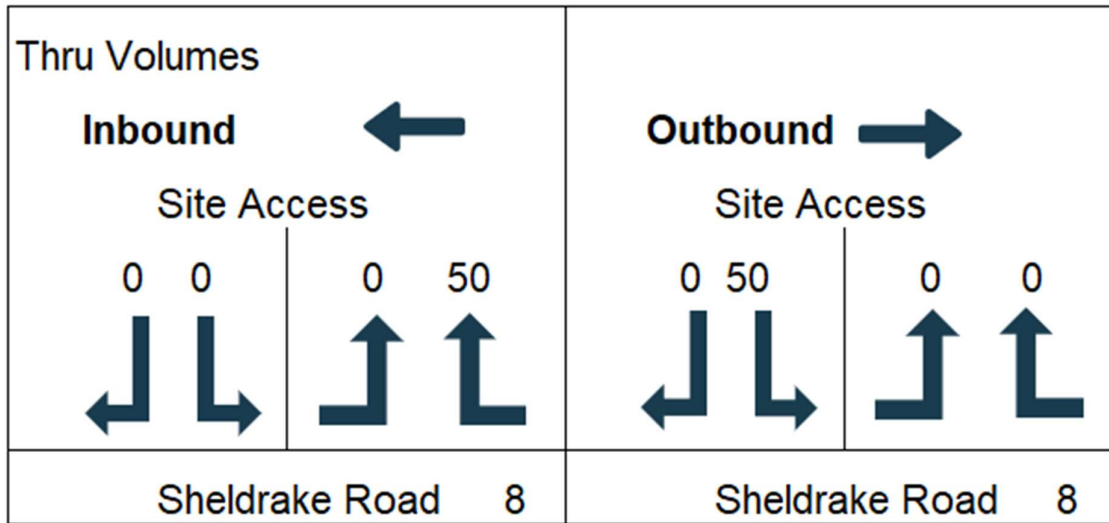 Thru Volumes
Inbound
Outbound
Site Access
Site Access
0 0 0 50
0 50 0 0
Sheldrake Road 8
Sheldrake Road 8